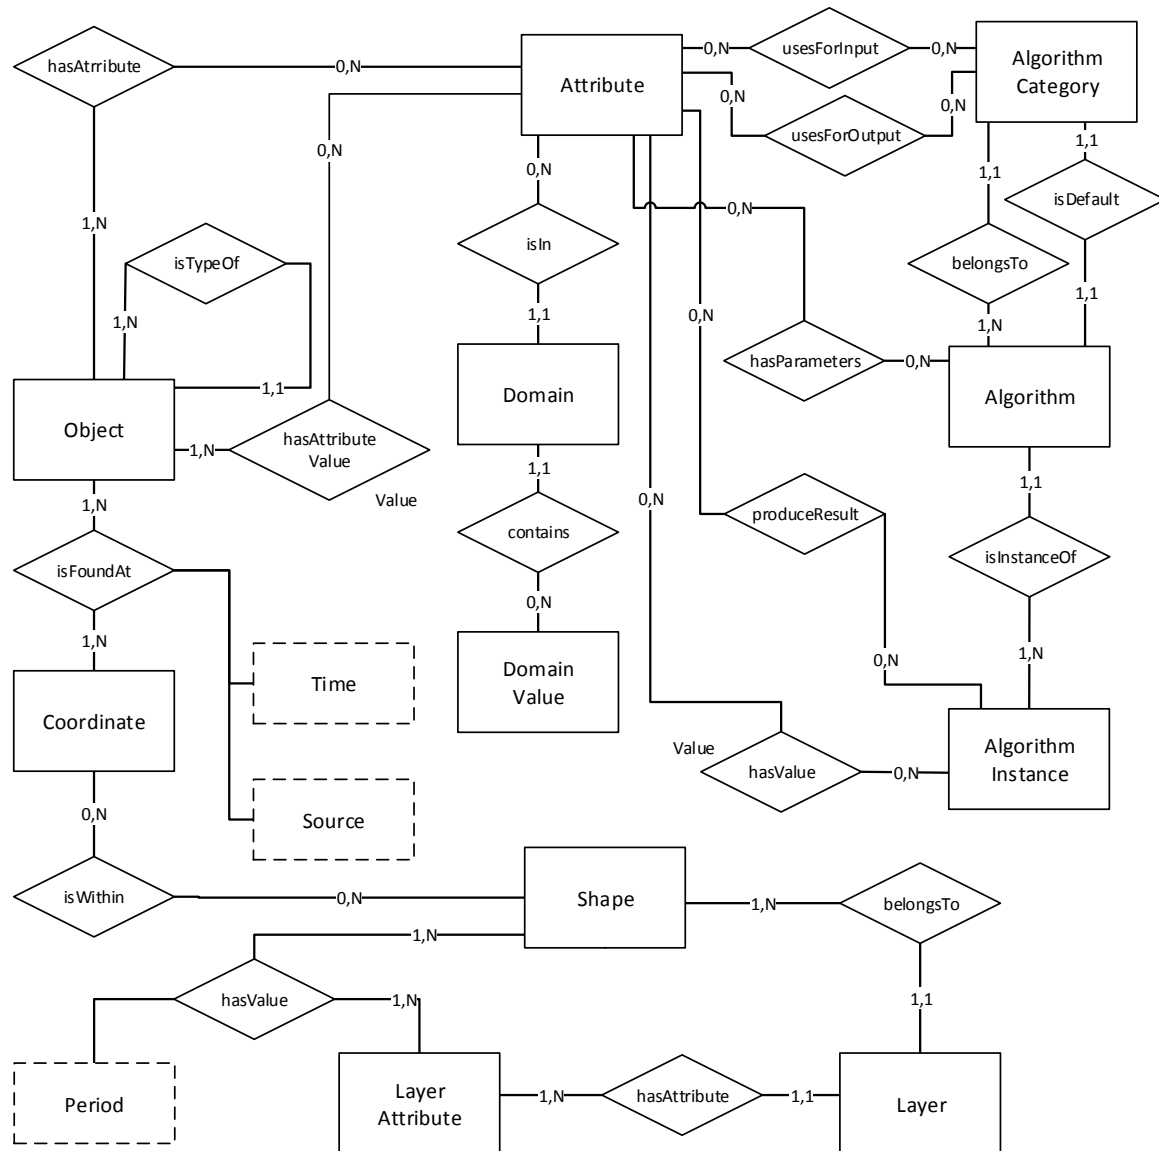 hasAtrribute
0,N
Attribute
0,N
usesForInput
0,N
Algorithm
Category
0,N
usesForOutput
0,N
0,N
0,N
1,1
1,1
1,N
isTypeOf
isIn
0,N
isDefault
belongsTo
1,N
1,1
0,N
1,1
1,N
1,1
Object
Domain
hasParameters
0,N
Algorithm
1,N
hasAttribute
Value
Value
1,1
1,1
1,N
0,N
produceResult
isFoundAt
contains
isInstanceOf
1,N
0,N
0,N
1,N
Time
Domain
Value
Coordinate
Value
hasValue
0,N
Algorithm
Instance
0,N
Source
isWithin
0,N
Shape
1,N
belongsTo
1,N
hasValue
1,N
1,1
Period
Layer
Attribute
1,N
hasAttribute
1,1
Layer